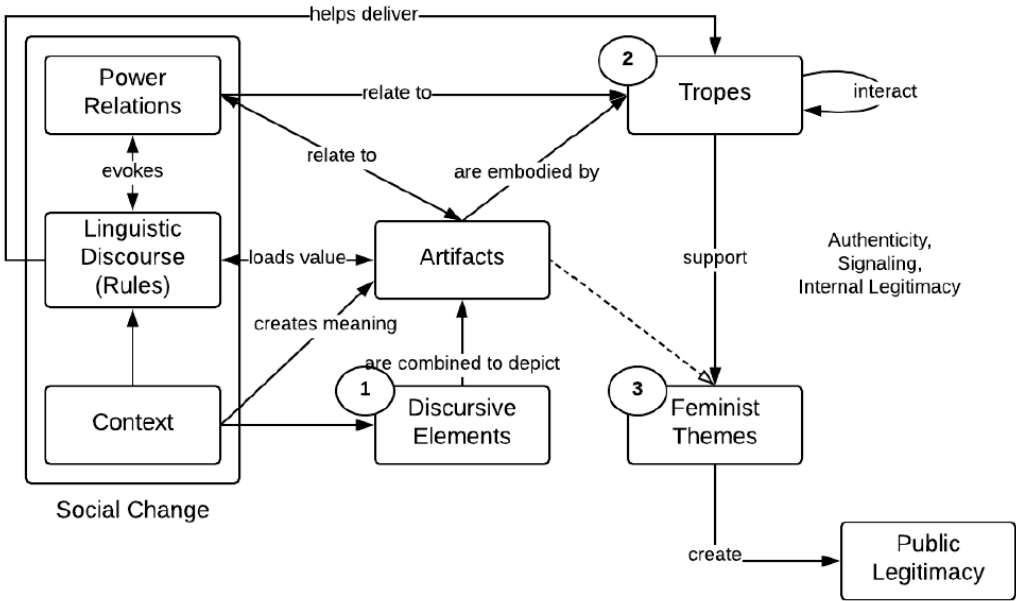 helps deliver
Power
Relations
relate to
2
Tropes
interact
evokes
relate to
are embodied by
Linguistic
Discourse
(Rules)
loads value
Artifacts
support
Authenticity,
Signaling,
Internal Legitimacy
creates meaning
are combined to depict
Context
1
Discursive
Elements
3
Feminist
Themes
Social Change
create
Public
Legitimacy